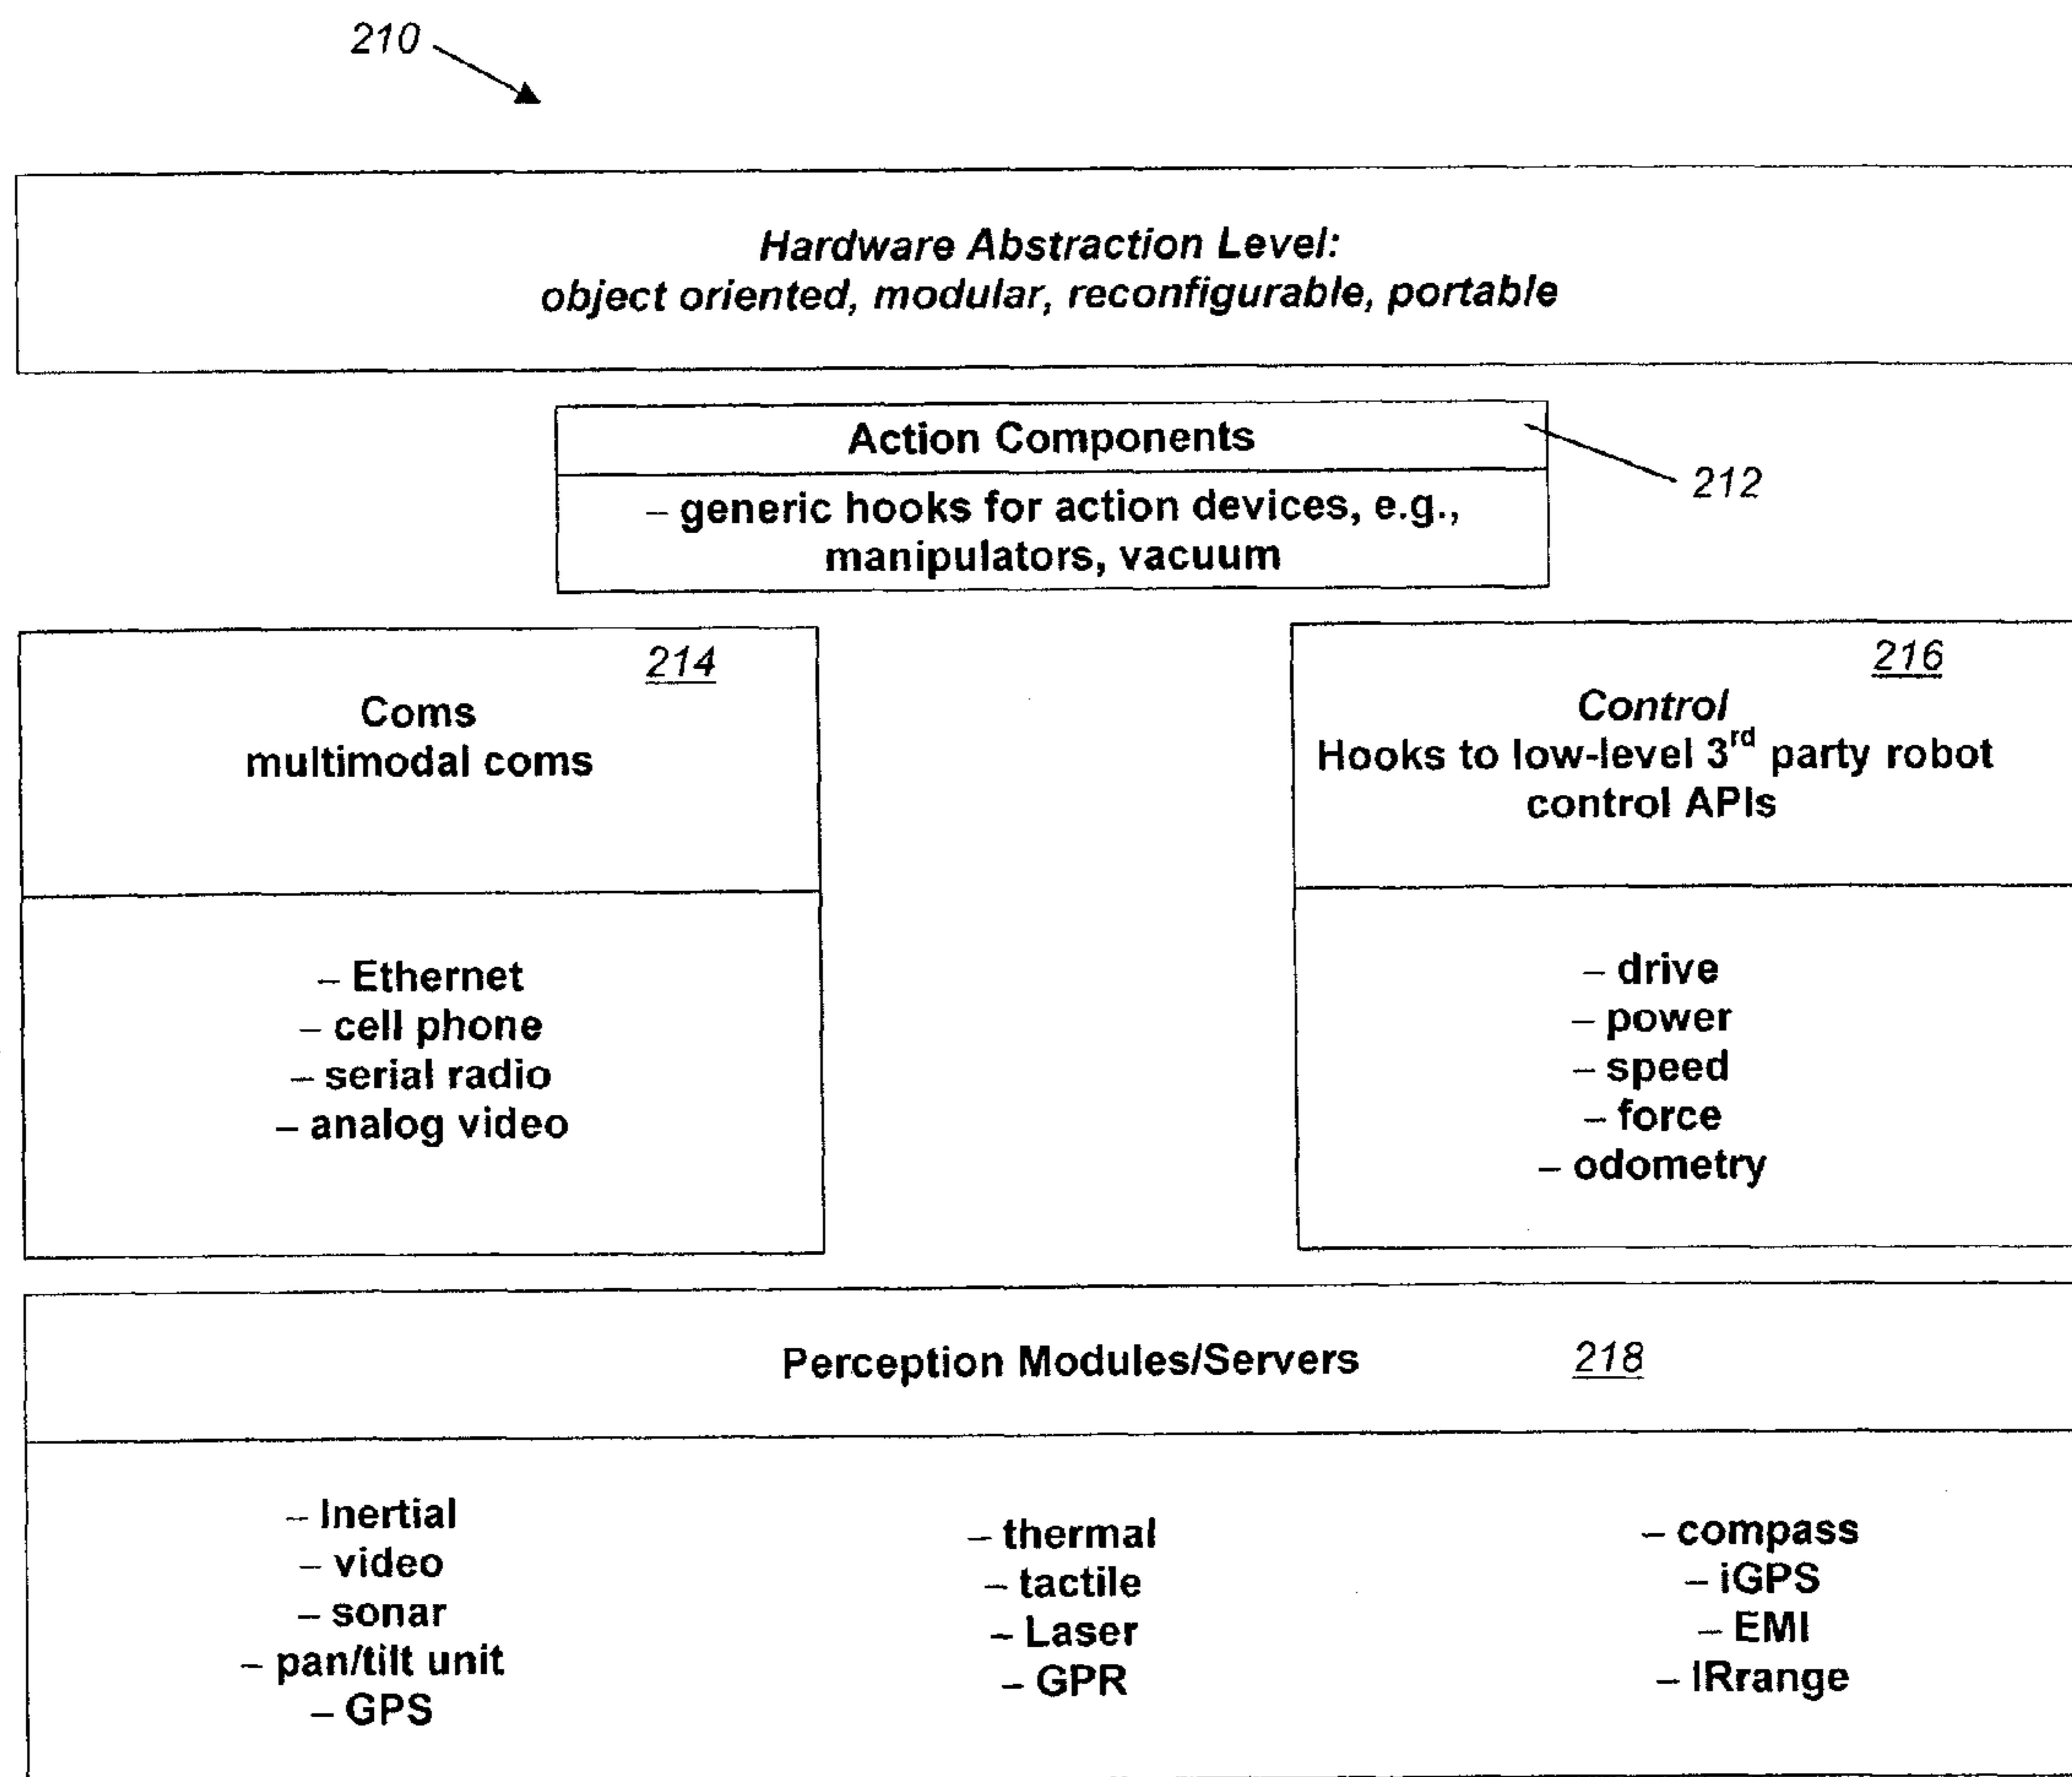 210
Hardware Abstraction Level:
object oriented, modular, reconfigurable, portable
Action Components
212
– generic hooks for action devices, e.g.,
manipulators, vacuum
214
Coms
multimodal coms
– Ethernet
– cell phone
– serial radio
– analog video
216
Control
Hooks to low-level 3rd party robot
control APIs
– drive
– power
– speed
– force
– odometry
Perception Modules/Servers 218
– Inertial
– video
– sonar
– pan/tilt unit
– GPS
– thermal
– tactile
– Laser
– GPR
– compass
– iGPS
– EMI
– IRrange